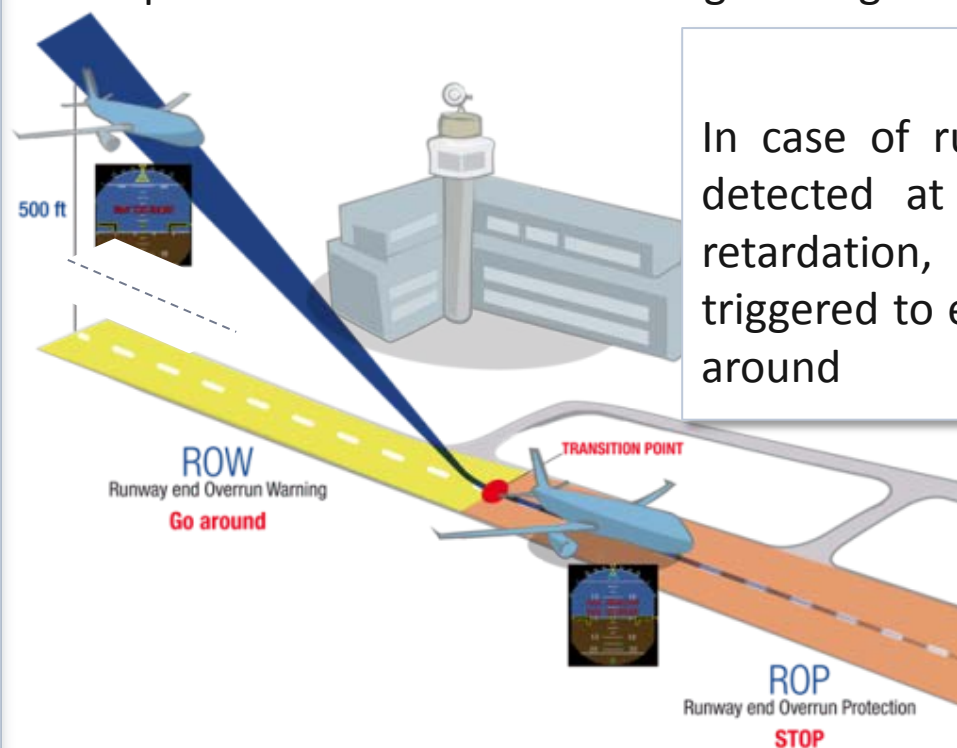 In case of
detected at
retardation,
triggered to
around
500 ft
TRANSITION POINT
ROW
Runway end Overrun Warning
Go around
ROP
Runway end Overrun Protection
STOP